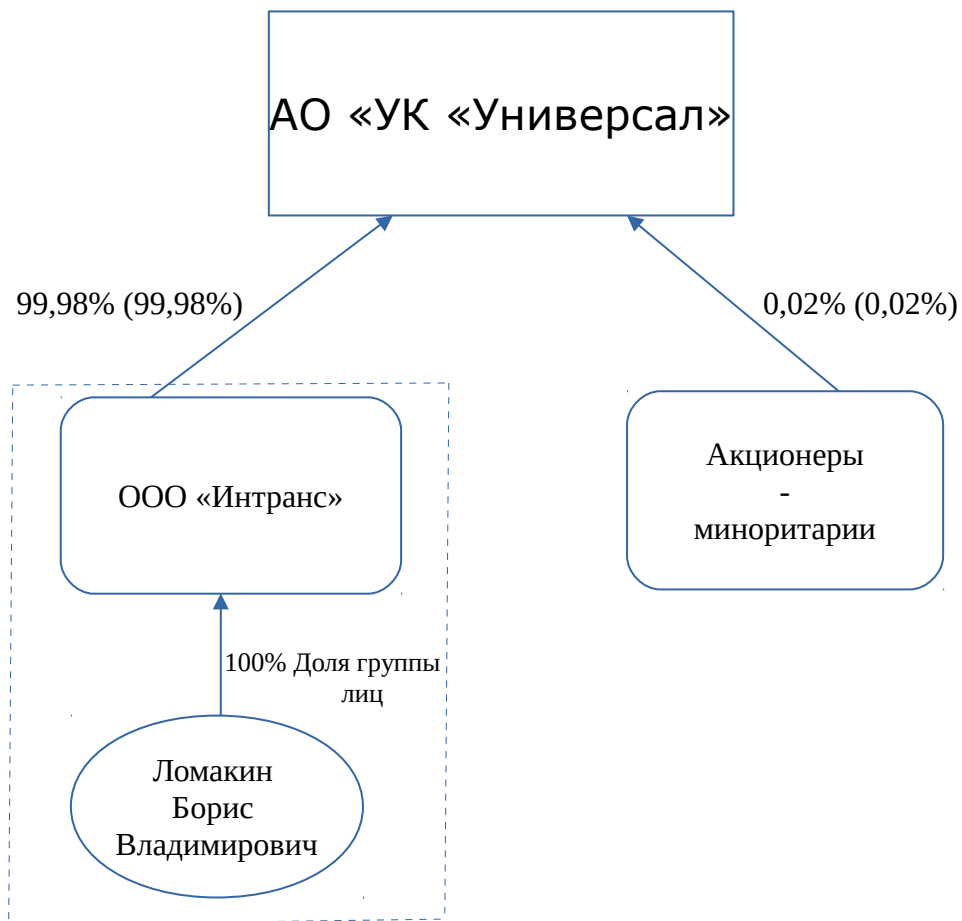 АО «УК «Универсал»
99,98% (99,98%)
0,02% (0,02%)
ООО «Интранс»
Акционеры
-
миноритарии
100% Доля группы
лиц
Ломакин
Борис
Владимирович